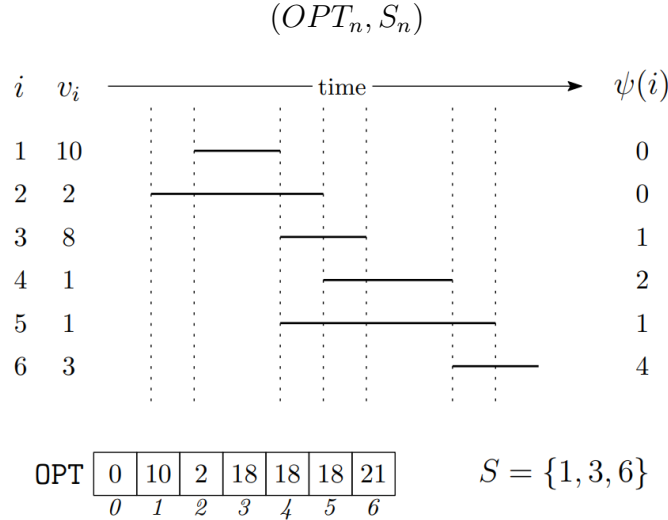 (OPT_n, S_n)
i v_i time ψ(i)
1 10 0
2 2 0
3 8 1
4 1 2
5 1 1
6 3 4
OPT 0 10 2 18 18 18 21 S = {1, 3, 6}
0 1 2 3 4 5 6